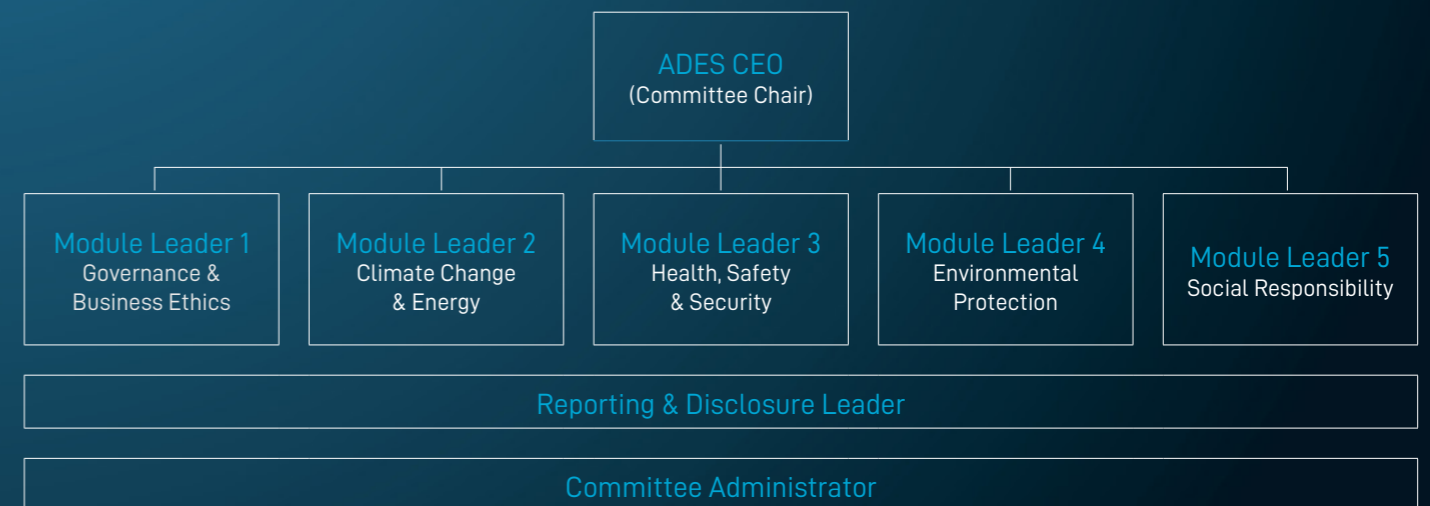 ADES CEO
(Committee Chair)
Module Leader 1
Governance &
Business Ethics
Module Leader 2
Climate Change
& Energy
Module Leader 3
Health, Safety
& Security
Module Leader 4
Environmental
Protection
Module Leader 5
Social Responsibility
Reporting & Disclosure Leader
Committee Administrator